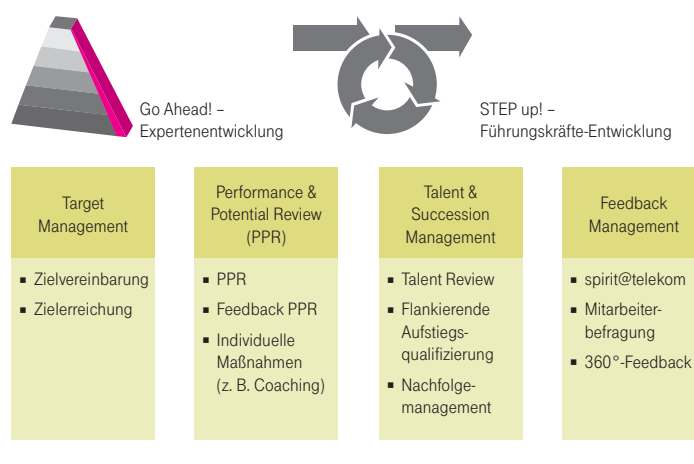 Go Ahead! –
Expertenentwicklung
STEP up! –
Führungskräfte-Entwicklung
Target
Management
▪ Zielvereinbarung
▪ Zielerreichung
Performance &
Potential Review
(PPR)
▪ PPR
▪ Feedback PPR
▪ Individuelle
Maßnahmen
(z. B. Coaching)
Talent &
Succession
Management
▪ Talent Review
▪ Flankierende
Aufstiegs-
qualifizierung
▪ Nachfolge-
management
Feedback
Management
▪ spirit@telekom
▪ Mitarbeiter-
befragung
▪ 360°-Feedback